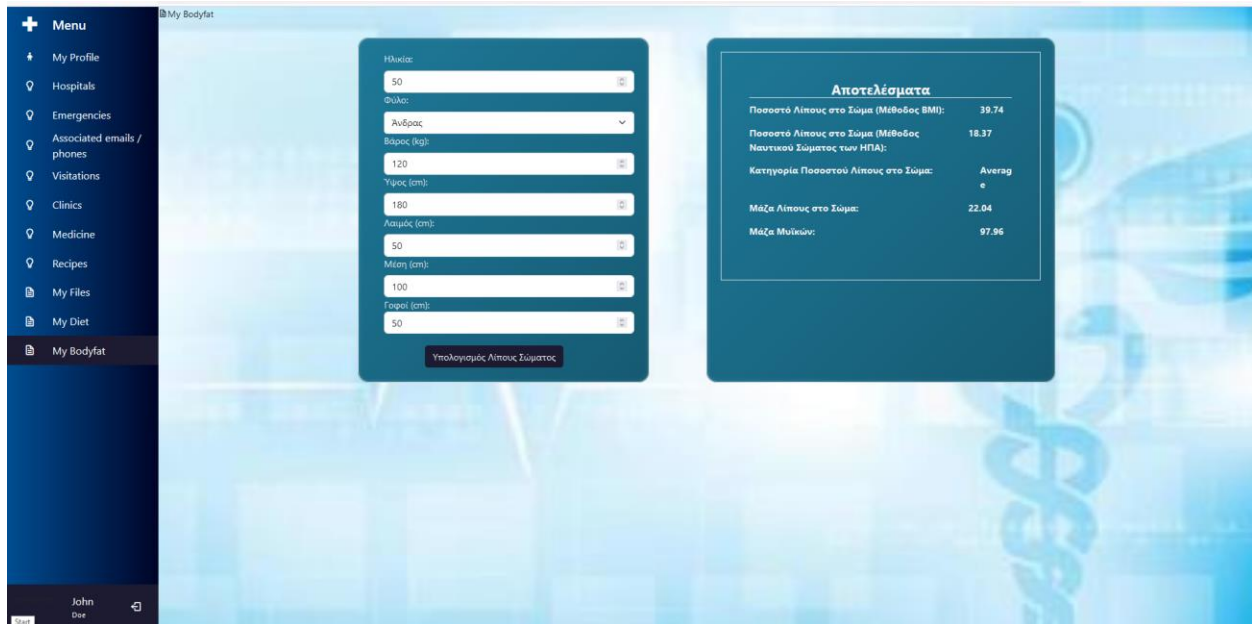 Menu
My Profile
Hospitals
Emergencies
Associated emails /
phones
Visitations
Clinics
Medicine
Recipes
My Files
My Diet
My Bodyfat
John
Doe
Start
My Bodyfat
Ηλικία:
50
Φύλο:
Άνδρας
Βάρος (kg):
120
Ύψος (cm):
180
Λαιμός (cm):
50
Μέση (cm):
100
Γοφοί (cm):
50
Υπολογισμός Λίπους Σώματος
Αποτελέσματα
Ποσοστό Λίπους στο Σώμα (Μέθοδος BMI): 39.74
Ποσοστό Λίπους στο Σώμα (Μέθοδος 18.37
Ναυτικού Σώματος των ΗΠΑ):
Κατηγορία Ποσοστού Λίπους στο Σώμα: Averag
e
Μάζα Λίπους στο Σώμα: 22.04
Μάζα Μυϊκών: 97.96